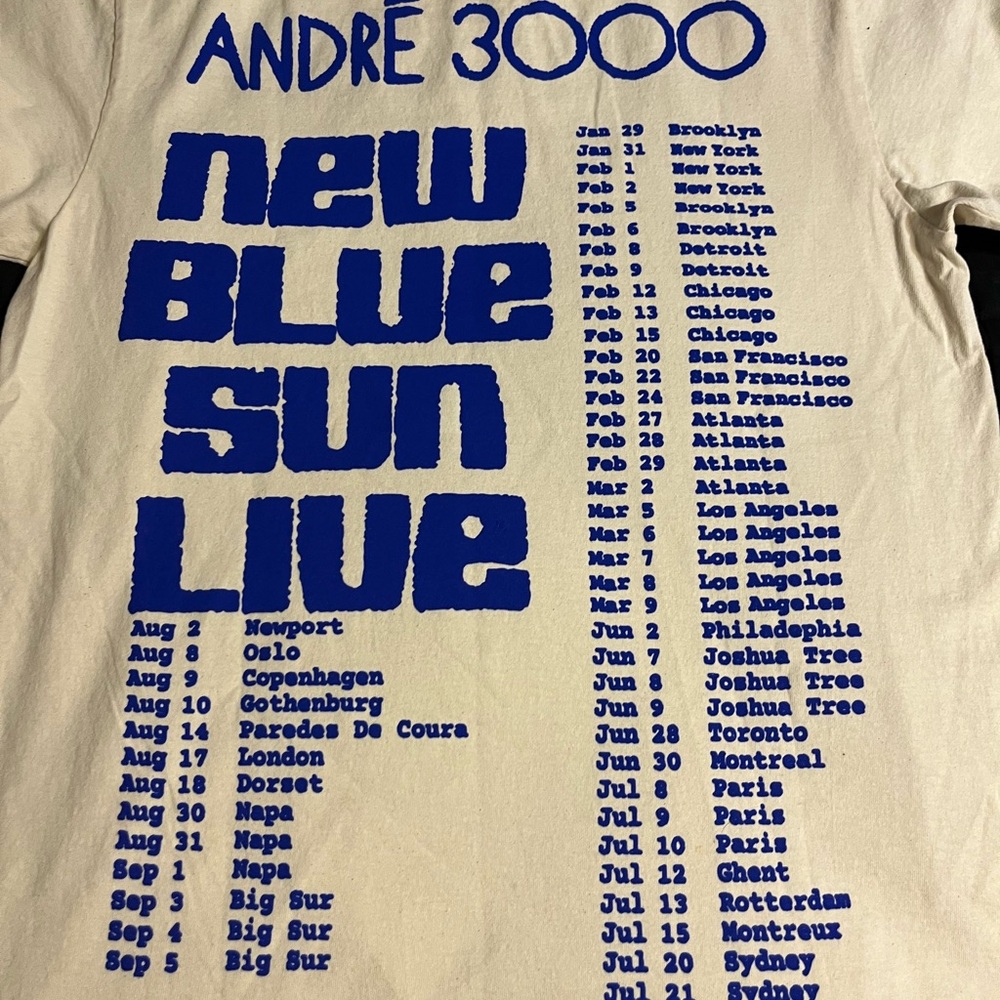 ANDRÉ 3000
new
BLUe
sun
LIVe
Jan 29 Brooklyn
Jan 31 New York
Feb 1 New York
Feb 2 New York
Feb 5 Brooklyn
Feb 6 Brooklyn
Feb 8 Detroit
Feb 9 Detroit
Feb 12 Chicago
Feb 13 Chicago
Feb 15 Chicago
Feb 20 San Francisco
Feb 22 San Francisco
Feb 24 San Francisco
Feb 27 Atlanta
Feb 28 Atlanta
Feb 29 Atlanta
Mar 2 Atlanta
Mar 5 Los Angeles
Mar 6 Los Angeles
Mar 7 Los Angeles
Mar 8 Los Angeles
Mar 9 Los Angeles
Jun 2 Philadephia
Jun 7 Joshua Tree
Jun 8 Joshua Tree
Jun 9 Joshua Tree
Jun 28 Toronto
Jun 30 Montreal
Jul 8 Paris
Jul 9 Paris
Jul 10 Paris
Jul 12 Ghent
Jul 13 Rotterdam
Jul 15 Montreux
Jul 20 Sydney
Jul 21 Sydney
Aug 2 Newport
Aug 8 Oslo
Aug 9 Copenhagen
Aug 10 Gothenburg
Aug 14 Paredes De Coura
Aug 17 London
Aug 18 Dorset
Aug 30 Napa
Aug 31 Napa
Sep 1 Napa
Sep 3 Big Sur
Sep 4 Big Sur
Sep 5 Big Sur